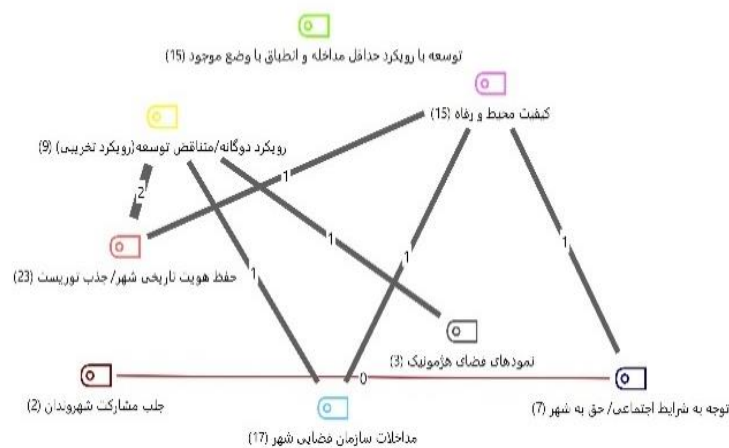 توسعه با رویکرد حداقل مداخله و انطباق با وضع موجود (15)
کیفیت محیط و رفاه (15)
رویکرد دوگانه/متناقض توسعه(رویکرد تخریبی) (9)
1
2
1
1
1
1
حفظ هویت تاریخی شهر/ جذب توریست (23)
نمودهای فضای هژمونیک (3)
0
جلب مشارکت شهروندان (2)
توجه به شرایط اجتماعی/ حق به شهر (7)
مداخلات سازمان فضایی شهر (17)